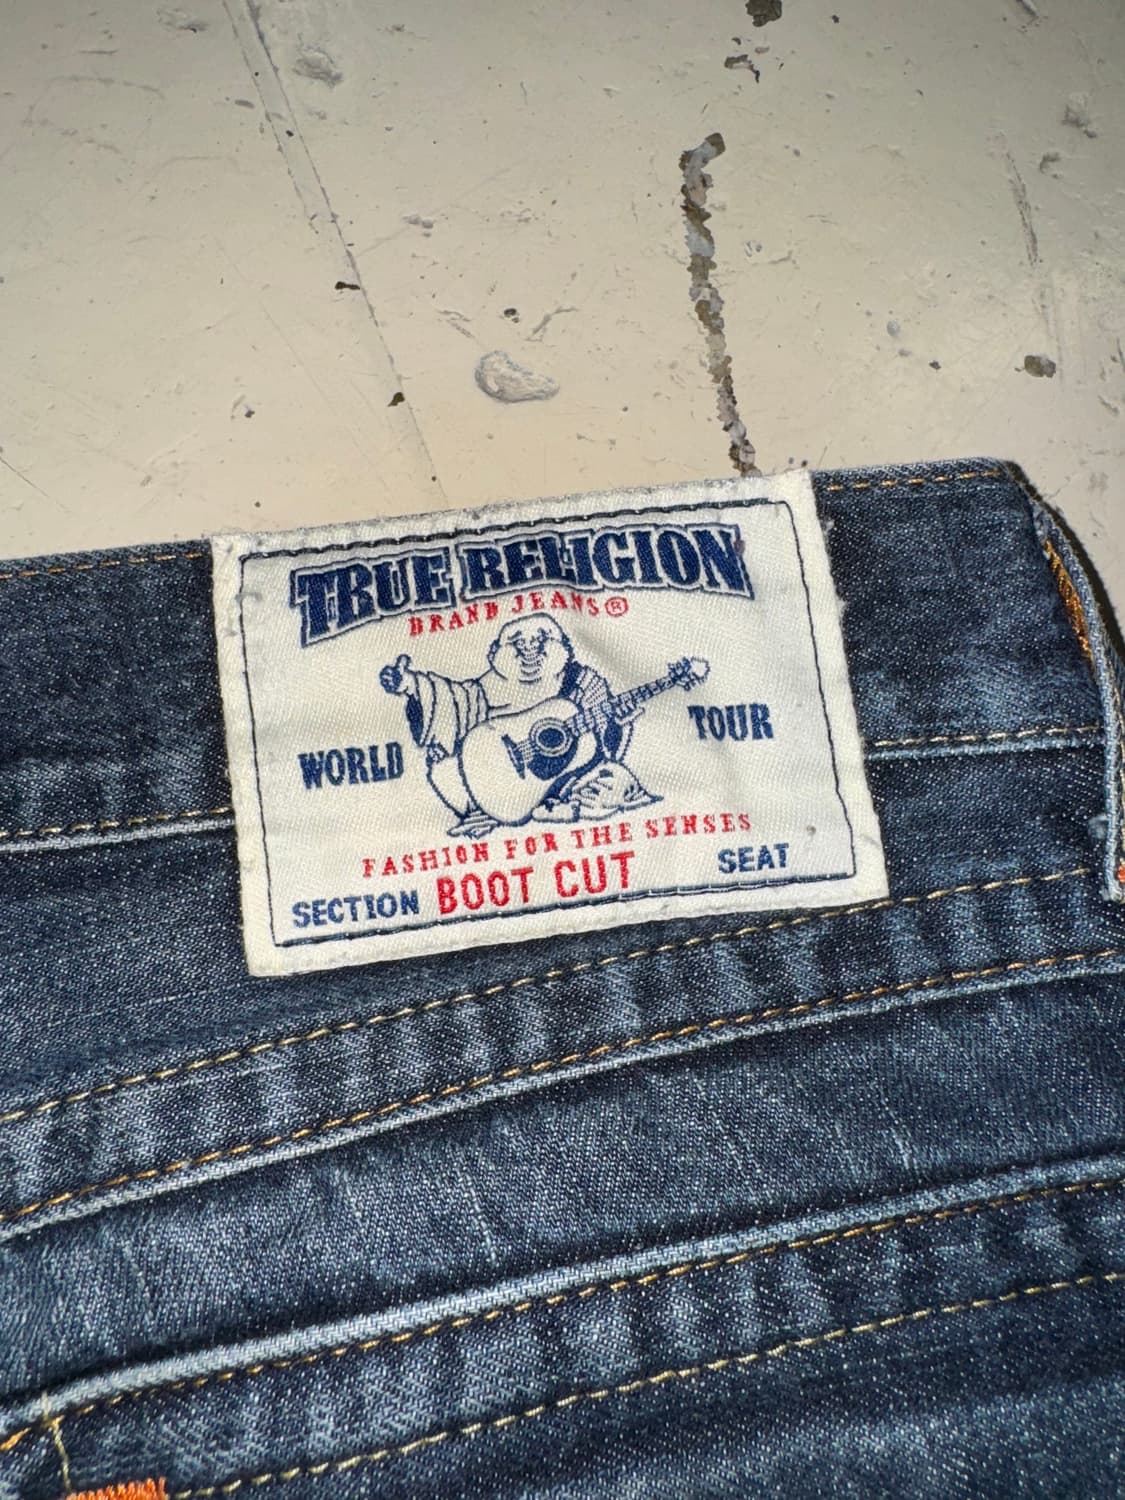 TRUE RELIGION
BRAND JEANS®
WORLD TOUR
FASHION FOR THE SENSES
SECTION BOOT CUT SEAT